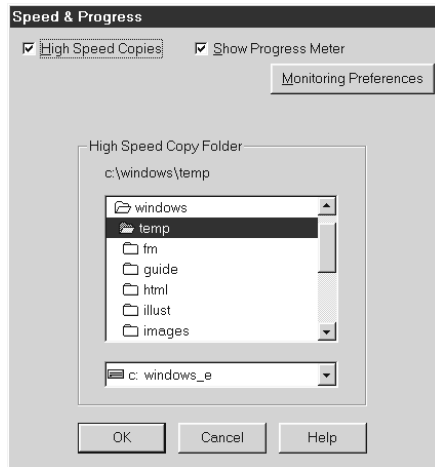 Speed & Progress
High Speed Copies Show Progress Meter
Monitoring Preferences
High Speed Copy Folder
c:\windows\temp
windows
temp
fm
guide
html
illust
images
c: windows_e
OK Cancel Help